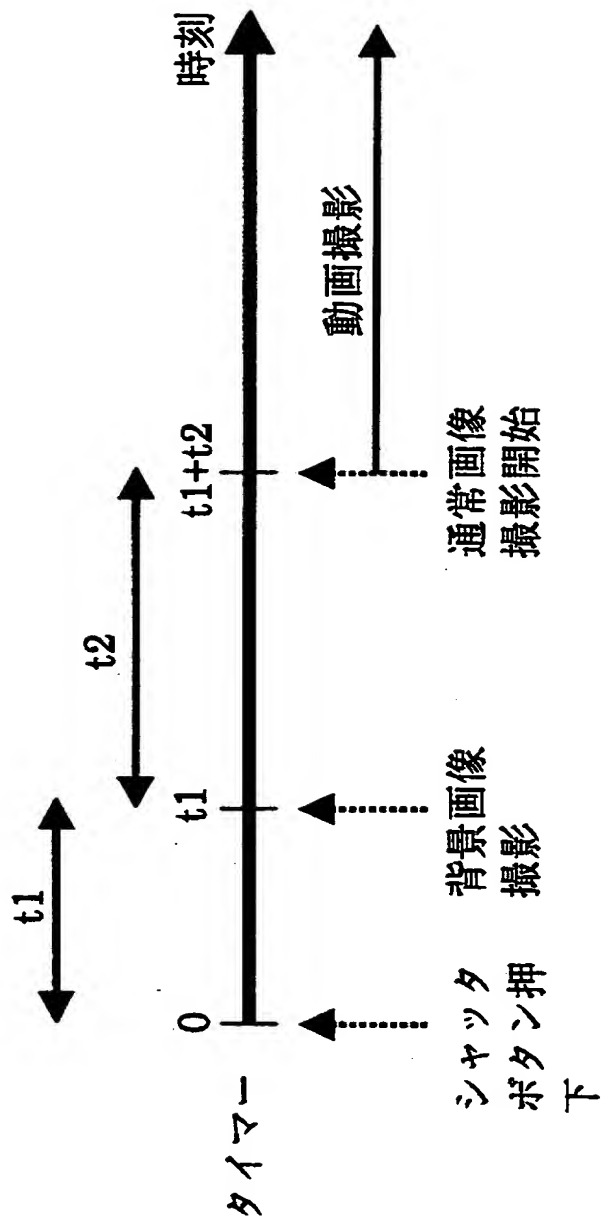 t1
t2
タイマー
0
t1
t1+t2
時刻
動画撮影
シャッタ
ボタン押
下
背景画像
撮影
通常画像
撮影開始